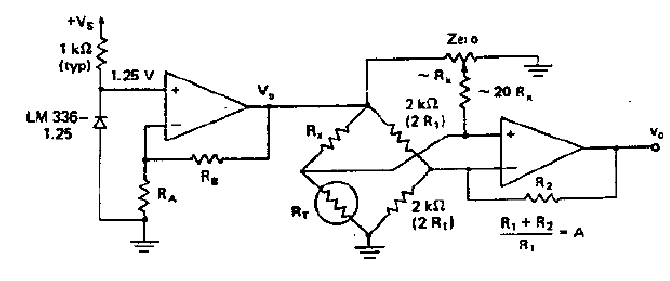 +Vs
1 kΩ
(typ)
1.25 V
LM 336–
1.25
+
−
V
RA
RB
Zero
~ Rx
~ 20 Rx
2 kΩ
(2 R1)
Rx
RT
2 kΩ
(2 R1)
+
−
R2
vO
R1 + R2
R1
= A